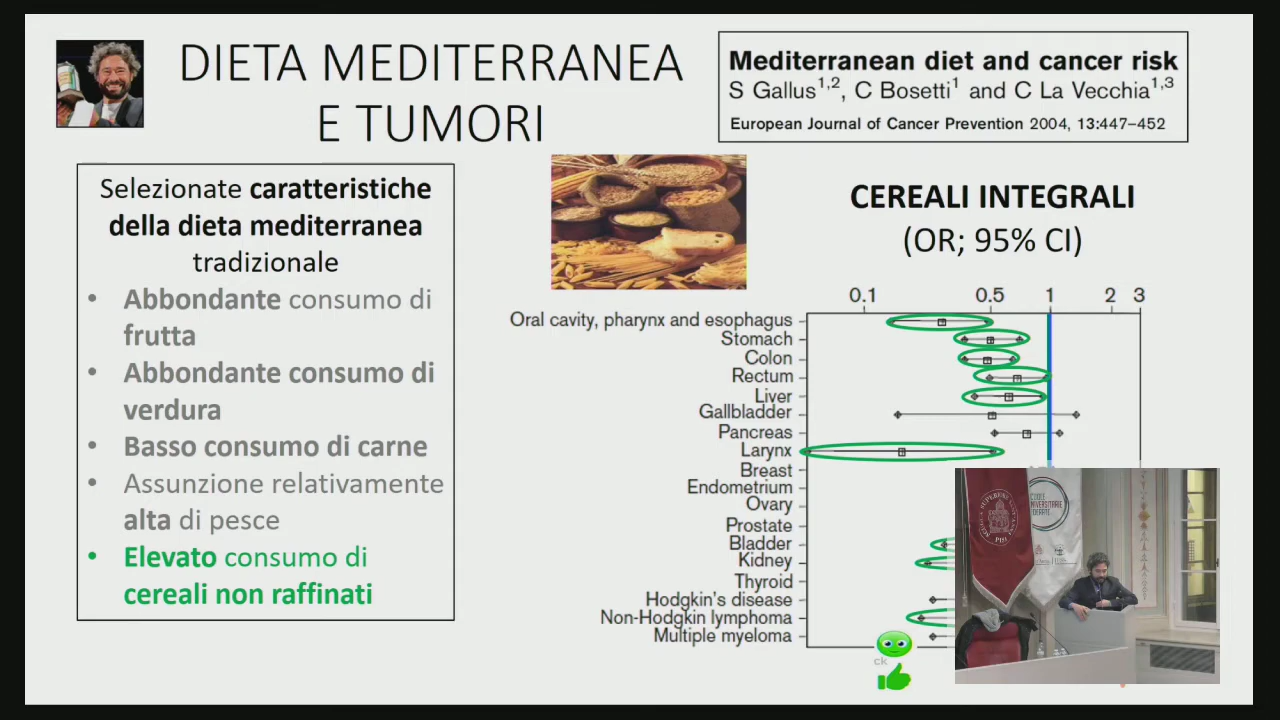 DIETA MEDITERRANEA
E TUMORI
Mediterranean diet and cancer risk
S Gallus1,2, C Bosetti1 and C La Vecchia1,3
European Journal of Cancer Prevention 2004, 13:447–452
Selezionate caratteristiche
della dieta mediterranea
tradizionale
• Abbondante consumo di
frutta
• Abbondante consumo di
verdura
• Basso consumo di carne
• Assunzione relativamente
alta di pesce
• Elevato consumo di
cereali non raffinati
CEREALI INTEGRALI
(OR; 95% CI)
0.1 0.5 1 2 3
Oral cavity, pharynx and esophagus
Stomach
Colon
Rectum
Liver
Gallbladder
Pancreas
Larynx
Breast
Endometrium
Ovary
Prostate
Bladder
Kidney
Thyroid
Hodgkin's disease
Non-Hodgkin lymphoma
Multiple myeloma
ck